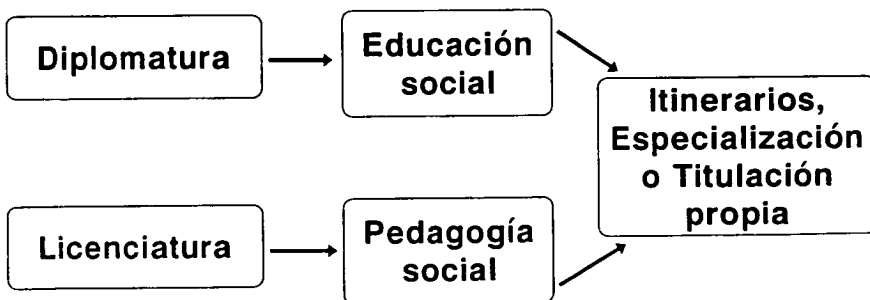 Diplomatura
Educación
social
Itinerarios,
Especialización
o Titulación
propia
Licenciatura
Pedagogía
social